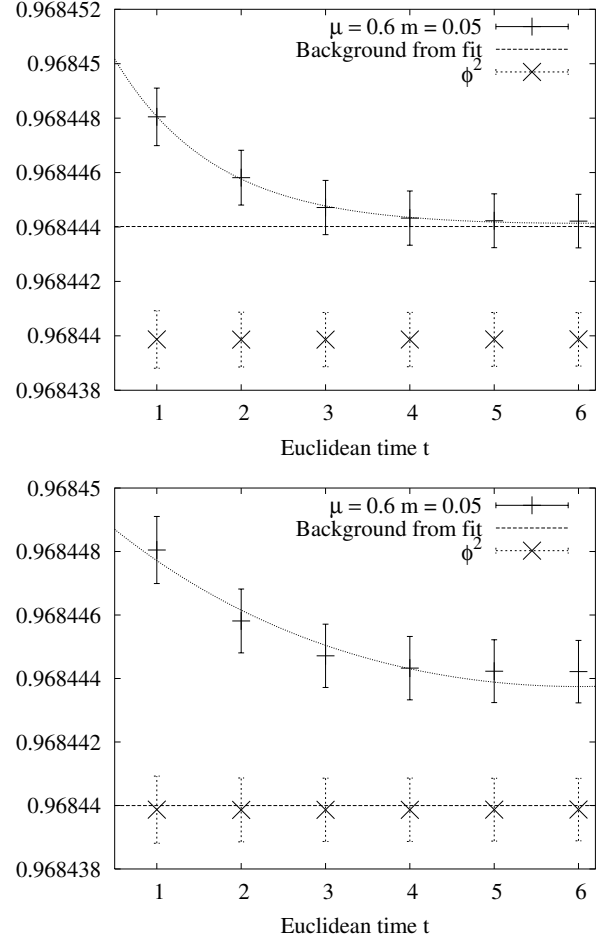 0.968452
0.96845
0.968448
0.968446
0.968444
0.968442
0.96844
0.968438
μ = 0.6 m = 0.05
Background from fit
ϕ²
1 2 3 4 5 6
Euclidean time t
0.96845
0.968448
0.968446
0.968444
0.968442
0.96844
0.968438
μ = 0.6 m = 0.05
Background from fit
ϕ²
1 2 3 4 5 6
Euclidean time t